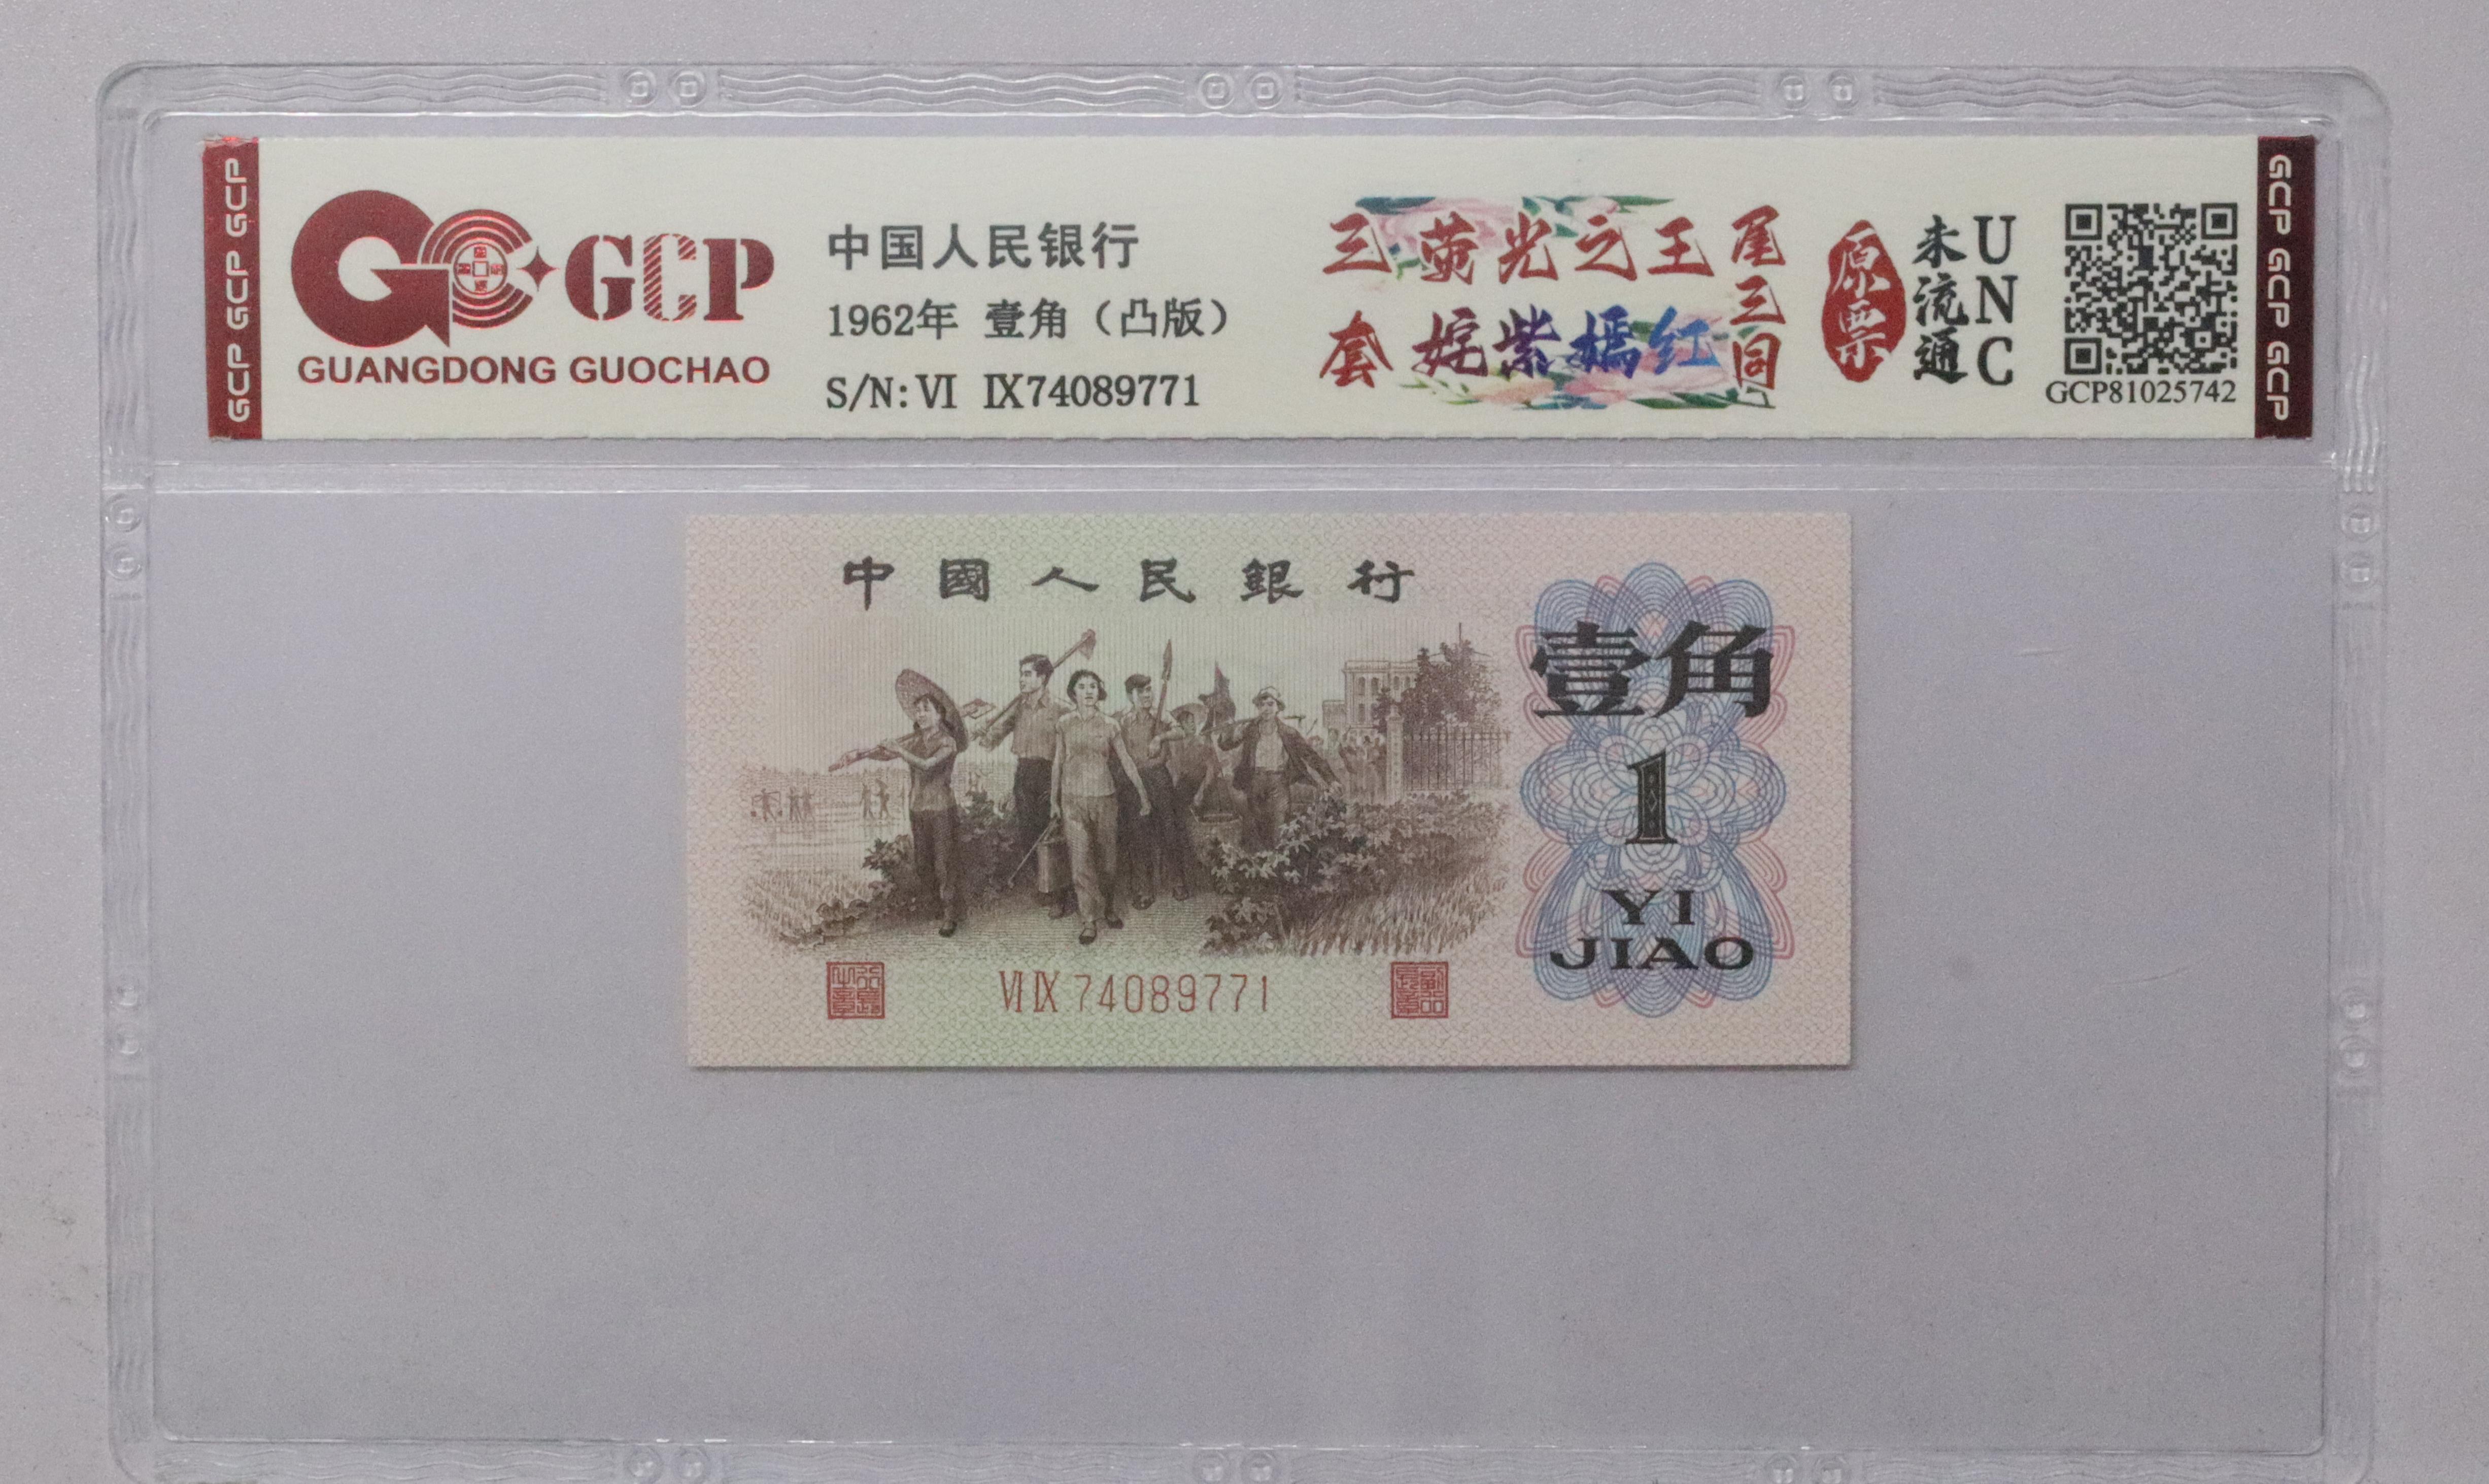 GCP GCP GCP
GCP
GUANGDONG GUOCHAO
中国人民银行
1962年 壹角（凸版）
S/N: VI IX74089771
三套
荧光之王
姹紫嫣红
尾三同
原票
未流通
UNC
GCP81025742
GCP GCP GCP
中國人民銀行
壹角
1
YI
JIAO
VI IX 74089771